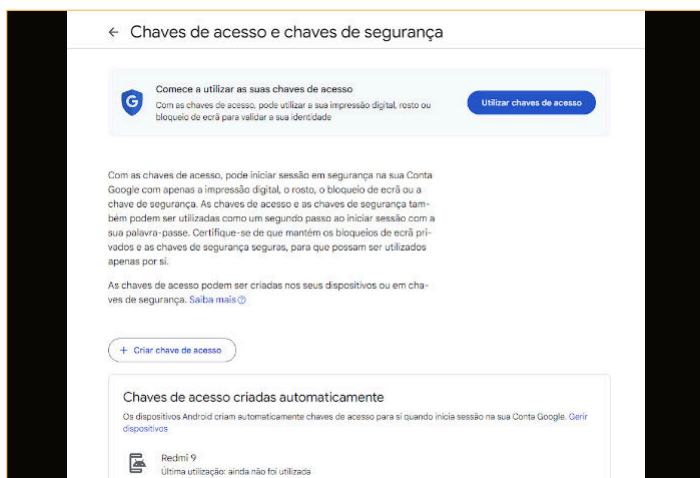 ← Chaves de acesso e chaves de segurança
Comece a utilizar as suas chaves de acesso
Com as chaves de acesso, pode utilizar a sua impressão digital, rosto ou
bloqueio de ecrã para validar a sua identidade
Utilizar chaves de acesso
Com as chaves de acesso, pode iniciar sessão em segurança na sua Conta
Google com apenas a impressão digital, o rosto, o bloqueio de ecrã ou a
chave de segurança. As chaves de acesso e as chaves de segurança tam-
bém podem ser utilizadas como um segundo passo ao iniciar sessão com a
sua palavra-passe. Certifique-se de que mantém os bloqueios de ecrã pri-
vados e as chaves de segurança seguras, para que possam ser utilizados
apenas por si.
As chaves de acesso podem ser criadas nos seus dispositivos ou em cha-
ves de segurança. Saiba mais
+ Criar chave de acesso
Chaves de acesso criadas automaticamente
Os dispositivos Android criam automaticamente chaves de acesso para si quando inicia sessão na sua Conta Google. Gerir
dispositivos
Redmi 9
Última utilização: ainda não foi utilizada